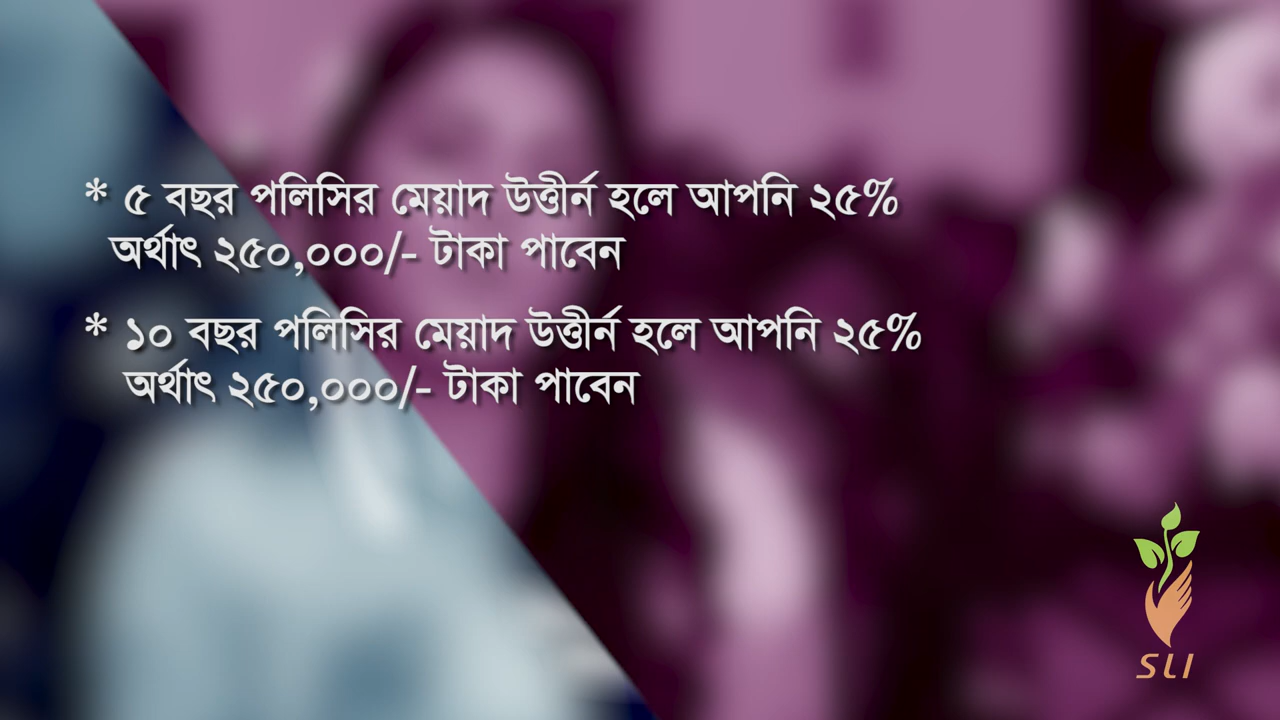 * ৫ বছর পলিসির মেয়াদ উত্তীর্ন হলে আপনি ২৫%
অর্থাৎ ২৫০,০০০/- টাকা পাবেন
* ১০ বছর পলিসির মেয়াদ উত্তীর্ন হলে আপনি ২৫%
অর্থাৎ ২৫০,০০০/- টাকা পাবেন
SLI